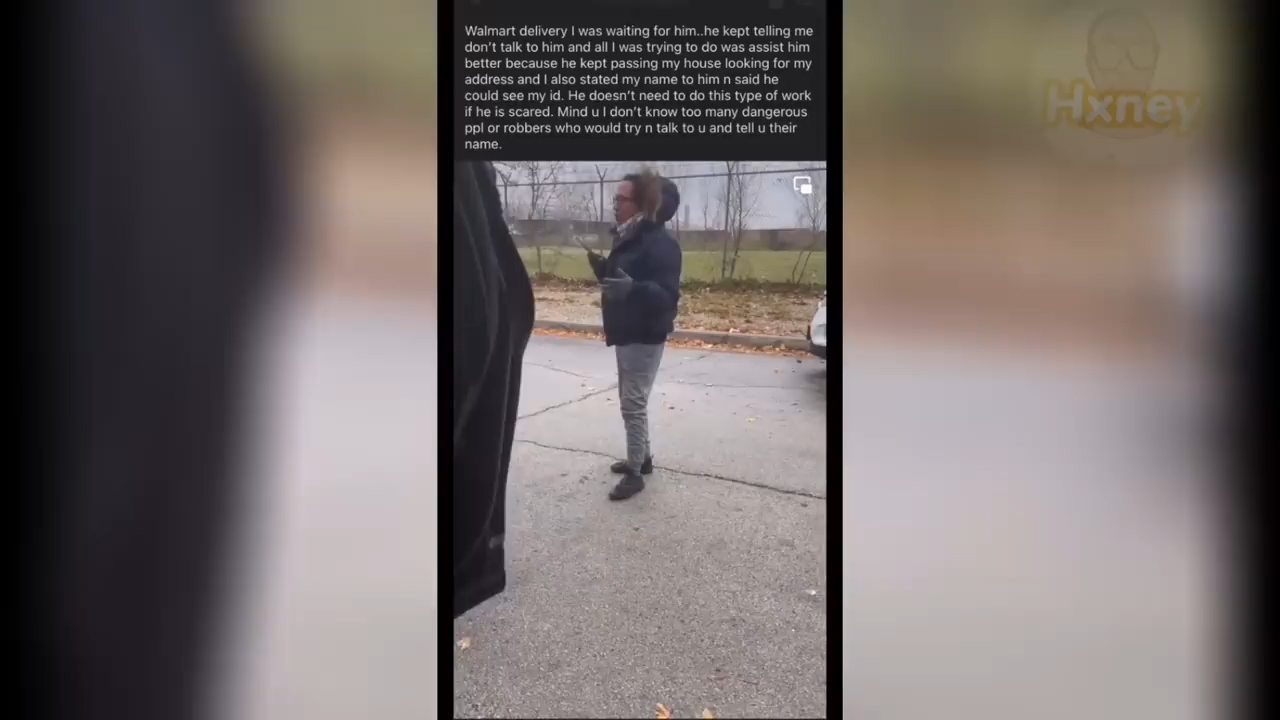 Walmart delivery I was waiting for him..he kept telling me
don't talk to him and all I was trying to do was assist him
better because he kept passing my house looking for my
address and I also stated my name to him n said he
could see my id. He doesn't need to do this type of work
if he is scared. Mind u I don't know too many dangerous
ppl or robbers who would try n talk to u and tell u their
name.
Hxney